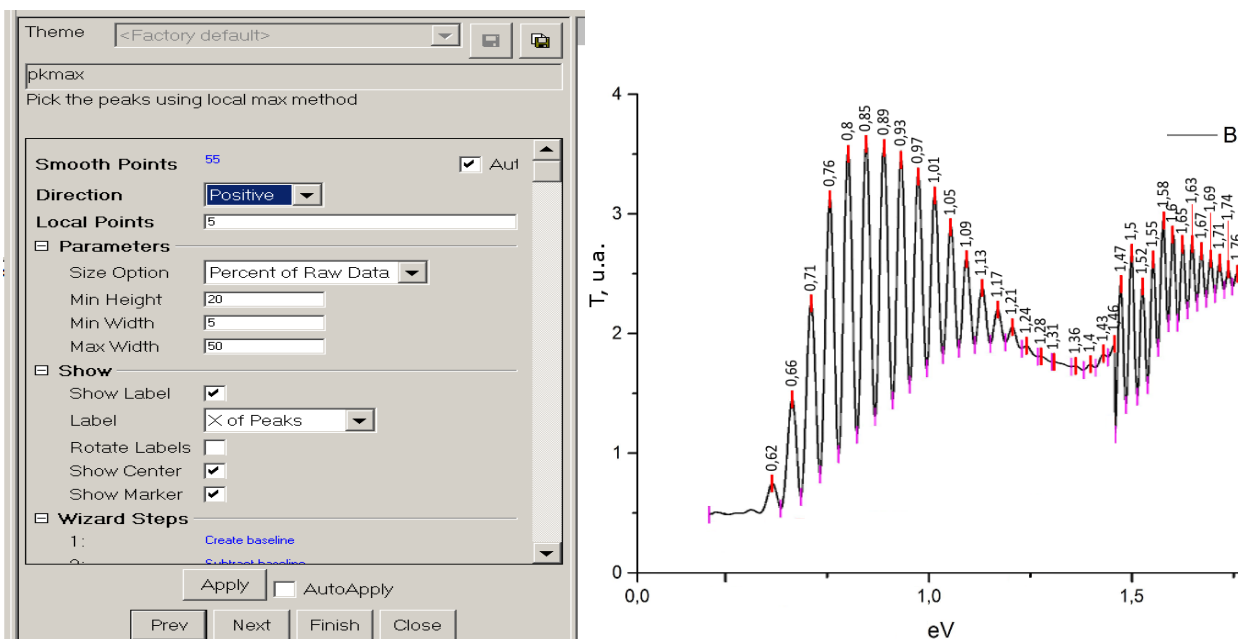 Theme <Factory default>
pkmax
Pick the peaks using local max method
Smooth Points 55 Aut
Direction Positive
Local Points 5
Parameters
Size Option Percent of Raw Data
Min Height 20
Min Width 5
Max Width 50
Show
Show Label
Label X of Peaks
Rotate Labels
Show Center
Show Marker
Wizard Steps
1: Create baseline
2: Subtract baseline
Apply AutoApply
Prev Next Finish Close
4
3
2
1
0
T, u.a.
B
0,62
0,66
0,71
0,76
0,8
0,85
0,89
0,93
0,97
1,01
1,05
1,09
1,13
1,17
1,21
1,24
1,28
1,31
1,36
1,4
1,43
1,46
1,47
1,5
1,52
1,55
1,58
1,6
1,65
1,63
1,67
1,69
1,71
1,74
1,76
0,0 1,0 1,5
eV